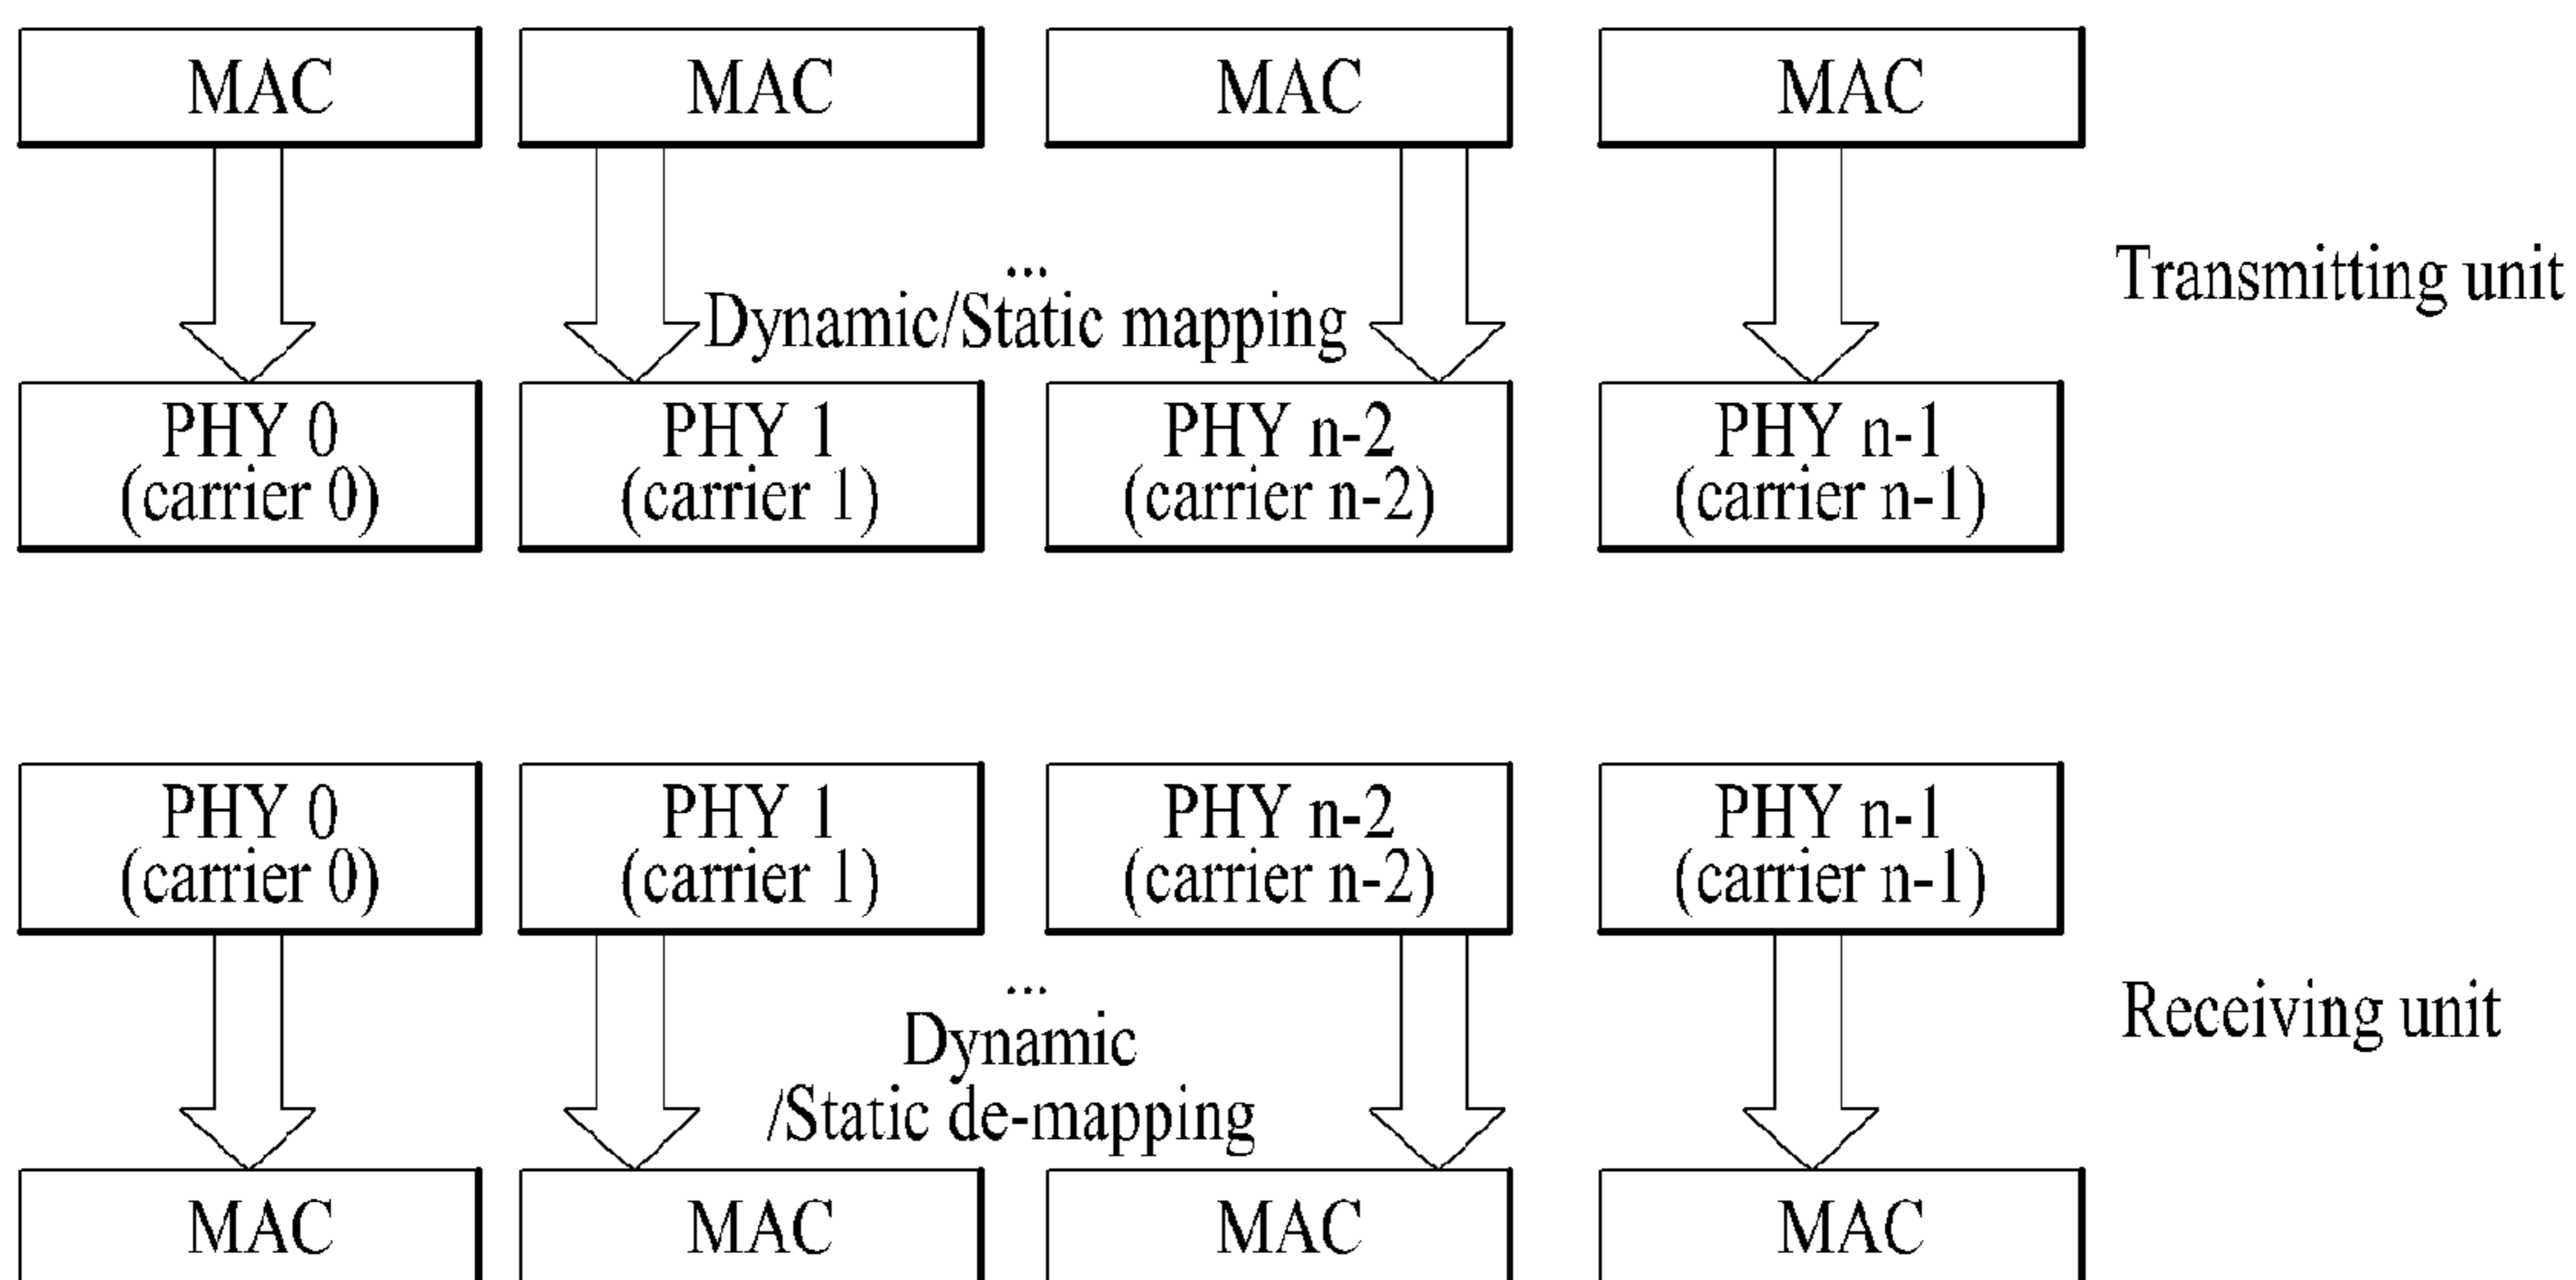 MAC MAC MAC MAC
...
Dynamic/Static mapping
Transmitting unit
PHY 0 PHY 1 PHY n-2 PHY n-1
(carrier 0) (carrier 1) (carrier n-2) (carrier n-1)
PHY 0 PHY 1 PHY n-2 PHY n-1
(carrier 0) (carrier 1) (carrier n-2) (carrier n-1)
...
Dynamic
/Static de-mapping
Receiving unit
MAC MAC MAC MAC